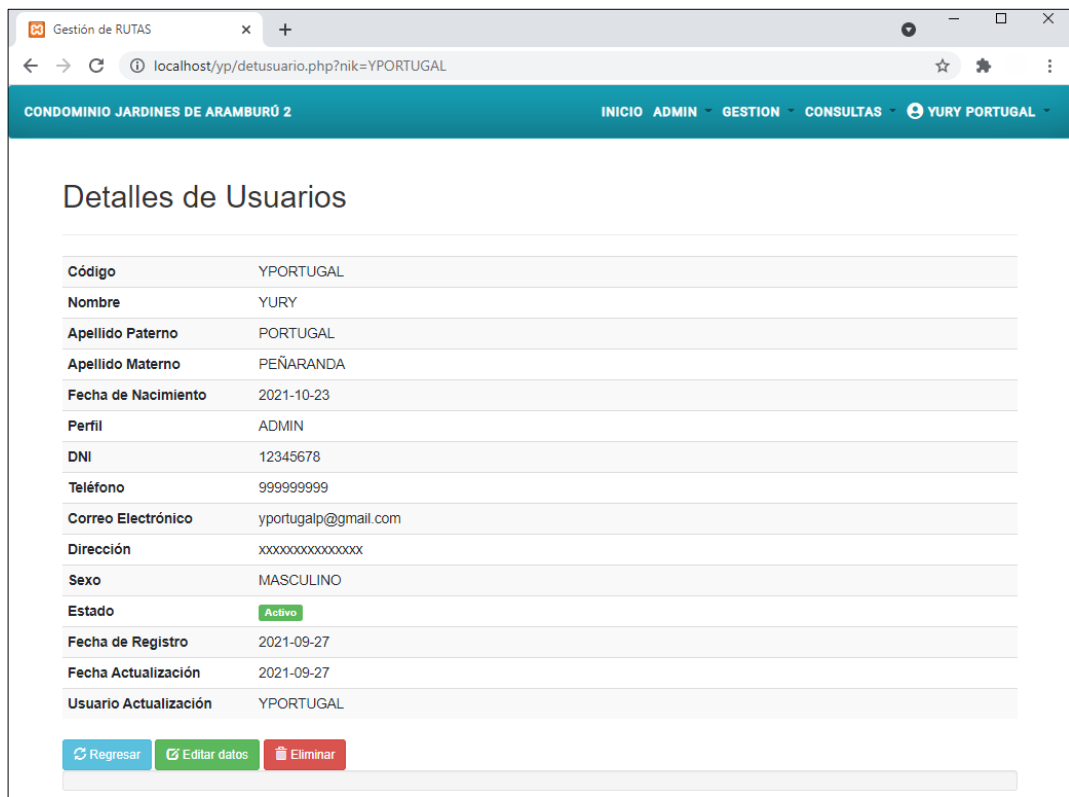 Gestión de RUTAS
localhost/yp/detusuario.php?nik=YPORTUGAL
CONDOMINIO JARDINES DE ARAMBURÚ 2 INICIO ADMIN GESTION CONSULTAS YURY PORTUGAL
Detalles de Usuarios
Código YPORTUGAL
Nombre YURY
Apellido Paterno PORTUGAL
Apellido Materno PEÑARANDA
Fecha de Nacimiento 2021-10-23
Perfil ADMIN
DNI 12345678
Teléfono 999999999
Correo Electrónico yportugalp@gmail.com
Dirección xxxxxxxxxxxxxxx
Sexo MASCULINO
Estado Activo
Fecha de Registro 2021-09-27
Fecha Actualización 2021-09-27
Usuario Actualización YPORTUGAL
Regresar Editar datos Eliminar